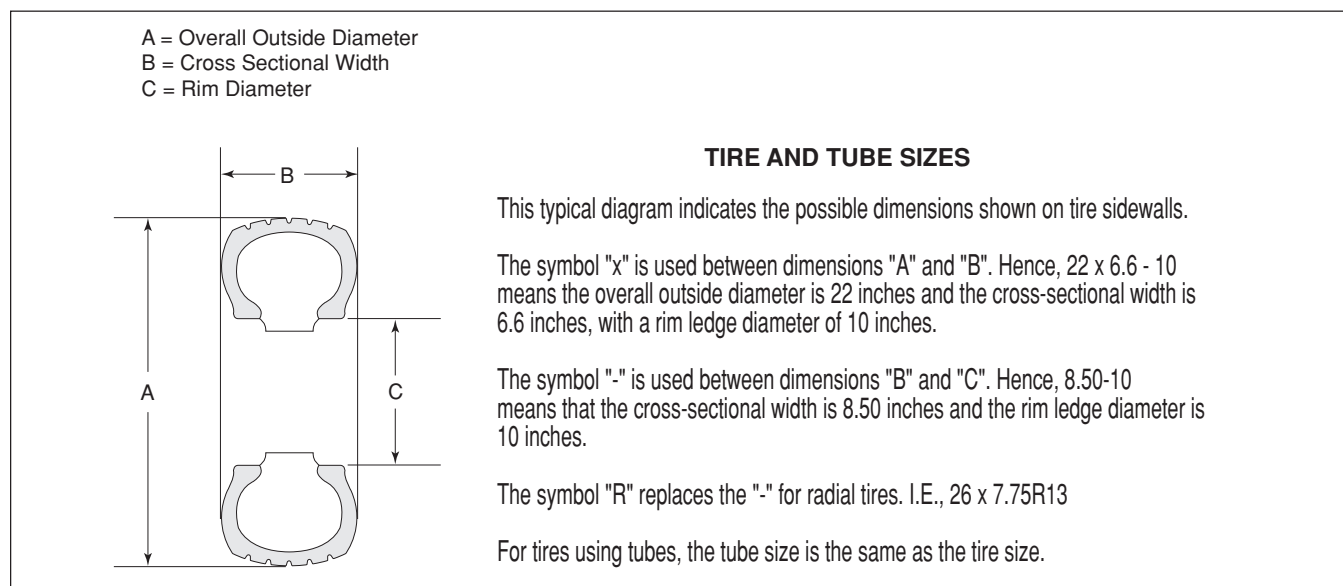 A = Overall Outside Diameter
B = Cross Sectional Width
C = Rim Diameter
B
A
C
TIRE AND TUBE SIZES
This typical diagram indicates the possible dimensions shown on tire sidewalls.
The symbol "x" is used between dimensions "A" and "B". Hence, 22 x 6.6 - 10
means the overall outside diameter is 22 inches and the cross-sectional width is
6.6 inches, with a rim ledge diameter of 10 inches.
The symbol "-" is used between dimensions "B" and "C". Hence, 8.50-10
means that the cross-sectional width is 8.50 inches and the rim ledge diameter is
10 inches.
The symbol "R" replaces the "-" for radial tires. I.E., 26 x 7.75R13
For tires using tubes, the tube size is the same as the tire size.